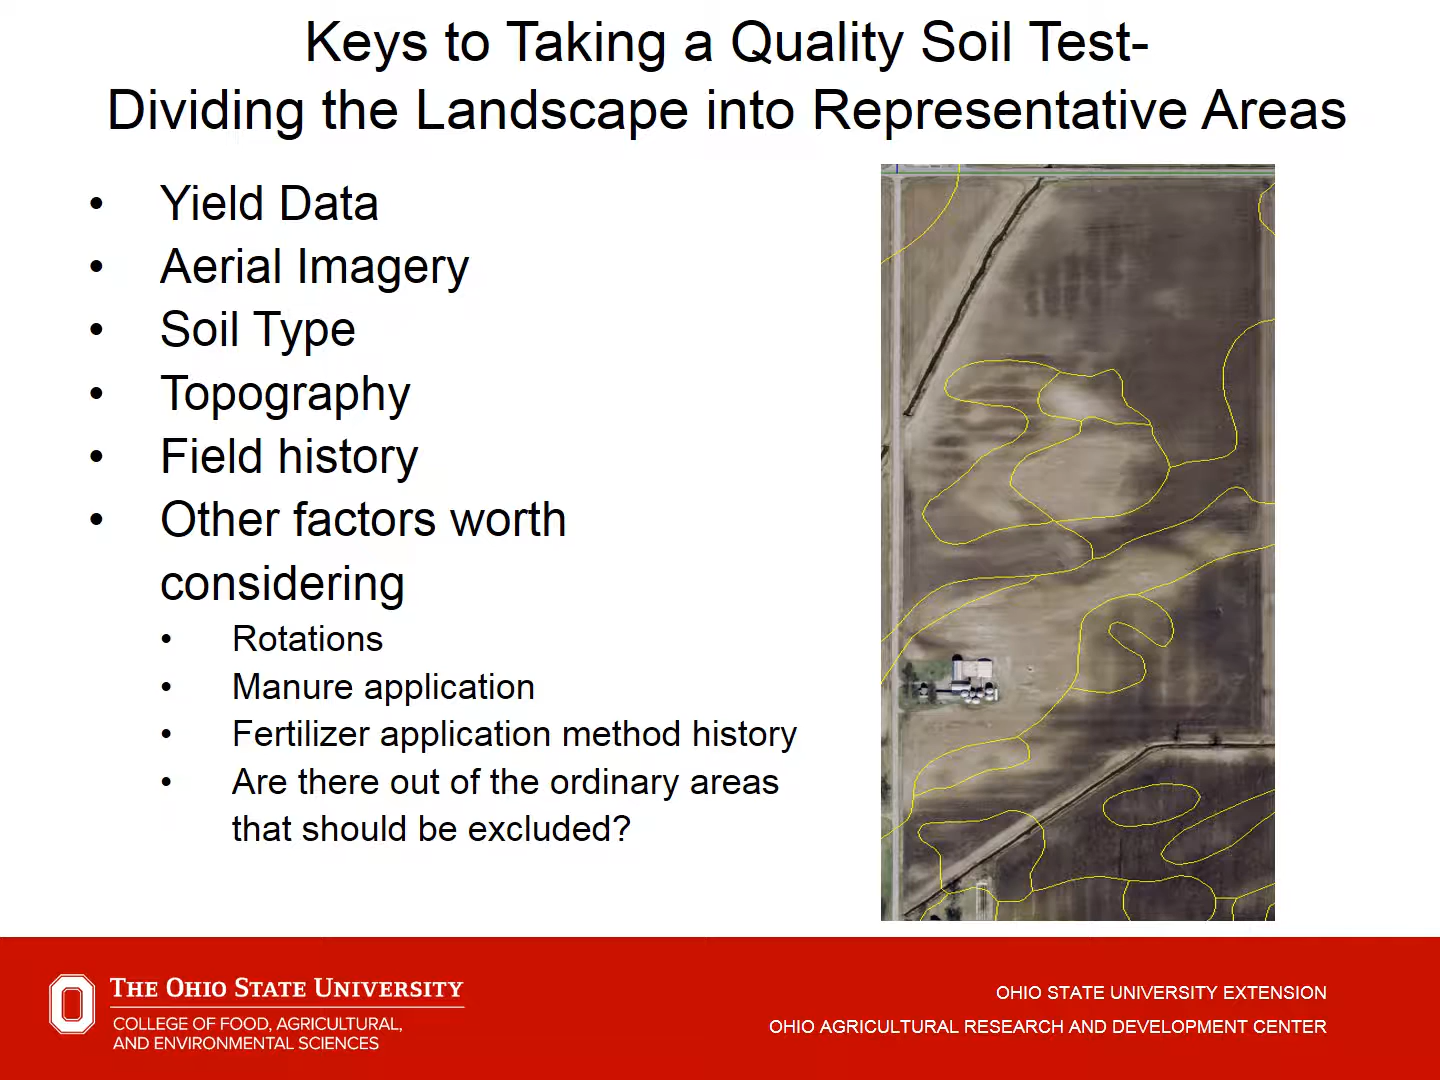 Keys to Taking a Quality Soil Test-
Dividing the Landscape into Representative Areas
• Yield Data
• Aerial Imagery
• Soil Type
• Topography
• Field history
• Other factors worth
considering
• Rotations
• Manure application
• Fertilizer application method history
• Are there out of the ordinary areas
that should be excluded?
THE OHIO STATE UNIVERSITY
COLLEGE OF FOOD, AGRICULTURAL,
AND ENVIRONMENTAL SCIENCES
OHIO STATE UNIVERSITY EXTENSION
OHIO AGRICULTURAL RESEARCH AND DEVELOPMENT CENTER